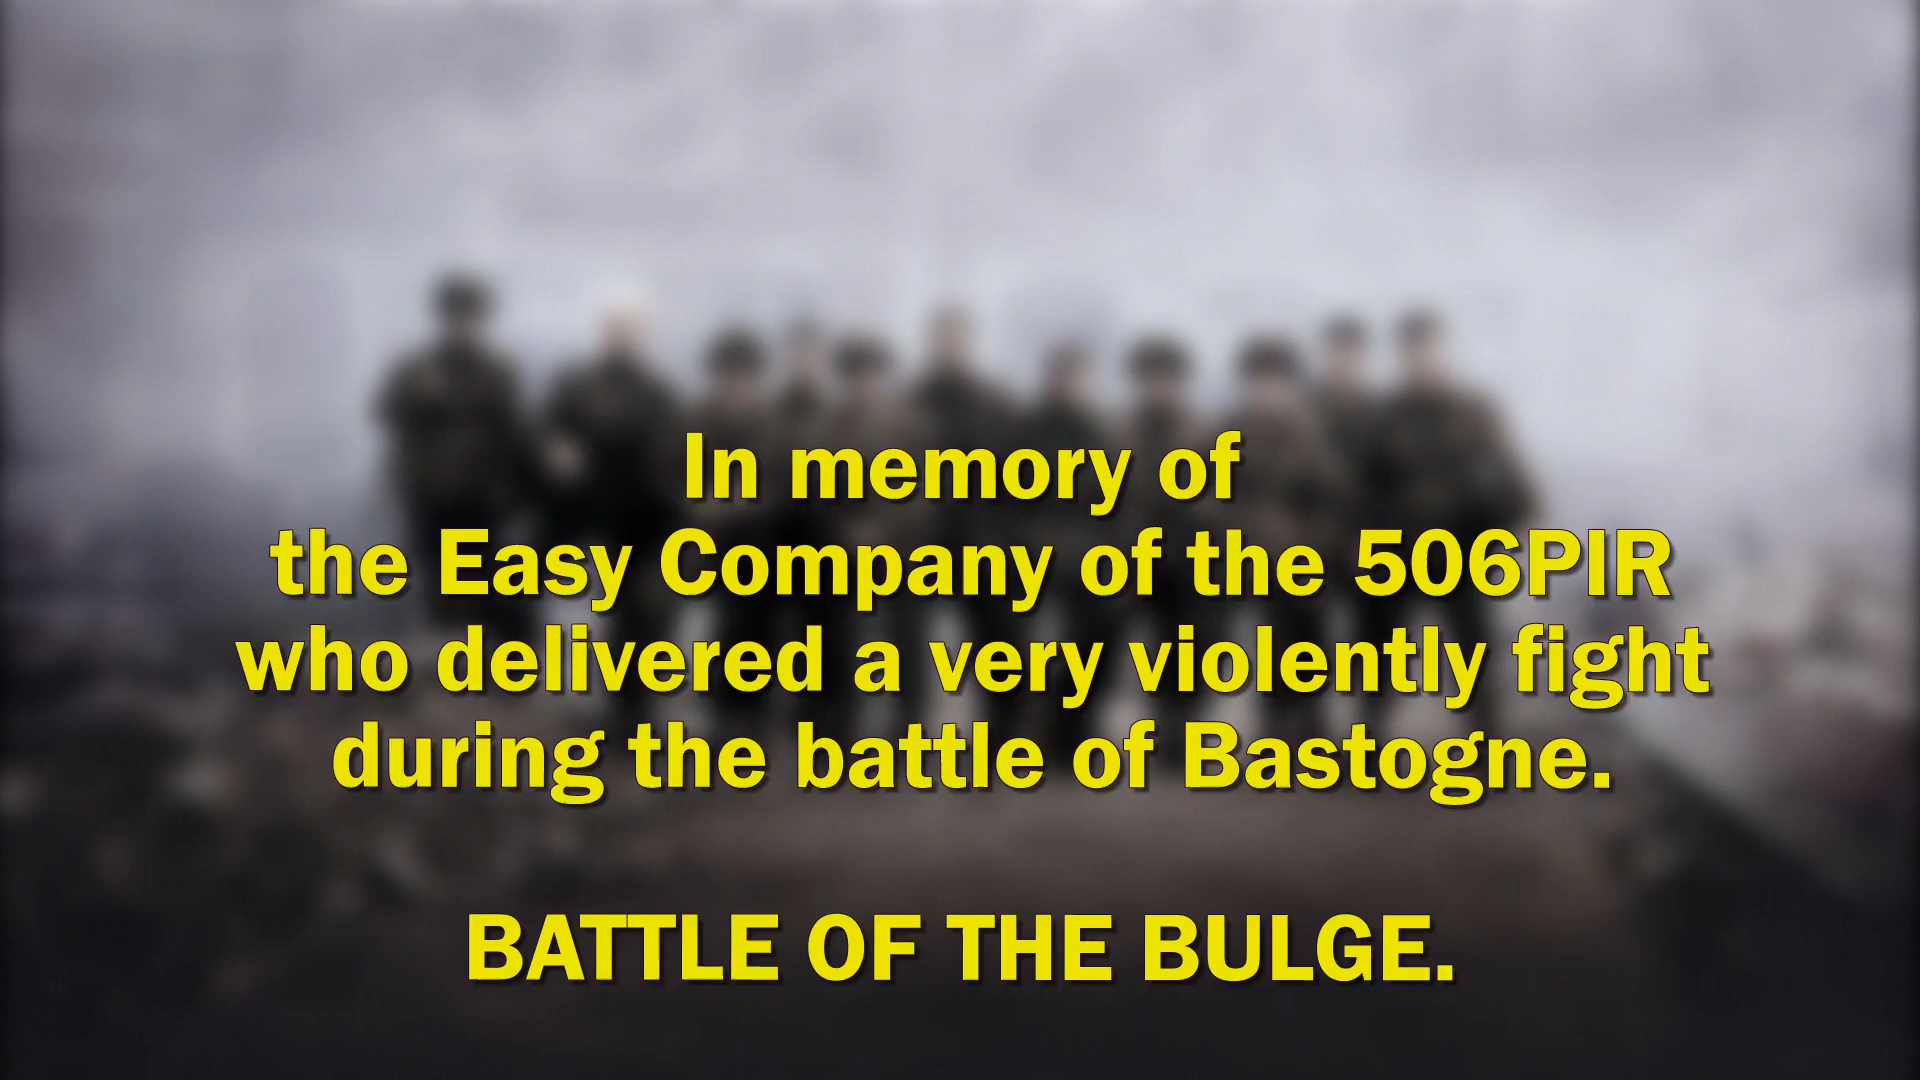 In memory of
the Easy Company of the 506PIR
who delivered a very violently fight
during the battle of Bastogne.
BATTLE OF THE BULGE.